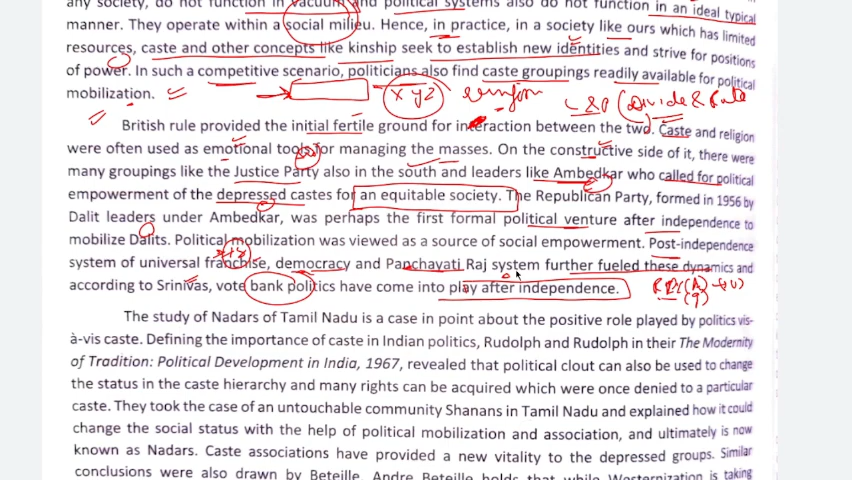 any society, do not function in vacuum and political systems also do not function in an ideal typical
manner. They operate within a social milieu. Hence, in practice, in a society like ours which has limited
resources, caste and other concepts like kinship seek to establish new identities and strive for positions
of power. In such a competitive scenario, politicians also find caste groupings readily available for political
mobilization.
x y z
religion
(Divide & Rule
British rule provided the initial fertile ground for interaction between the two. Caste and religion
were often used as emotional tools for managing the masses. On the constructive side of it, there were
many groupings like the Justice Party also in the south and leaders like Ambedkar who called for political
empowerment of the depressed castes for an equitable society. The Republican Party, formed in 1956 by
Dalit leaders under Ambedkar, was perhaps the first formal political venture after independence to
mobilize Dalits. Political mobilization was viewed as a source of social empowerment. Post-independence
system of universal franchise, democracy and Panchayati Raj system further fueled these dynamics and
according to Srinivas, vote bank politics have come into play after independence.
The study of Nadars of Tamil Nadu is a case in point about the positive role played by politics vis-
à-vis caste. Defining the importance of caste in Indian politics, Rudolph and Rudolph in their The Modernity
of Tradition: Political Development in India, 1967, revealed that political clout can also be used to change
the status in the caste hierarchy and many rights can be acquired which were once denied to a particular
caste. They took the case of an untouchable community Shanans in Tamil Nadu and explained how it could
change the social status with the help of political mobilization and association, and ultimately is now
known as Nadars. Caste associations have provided a new vitality to the depressed groups. Similar
conclusions were also drawn by Beteille. Andre Beteille holds that while Westernization is taking